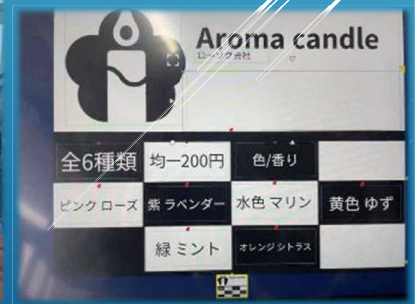 Aroma candle
ローソク会社
全6種類 均一200円 色/香り
ピンク ローズ 紫 ラベンダー 水色 マリン 黄色 ゆず
緑 ミント オレンジ シトラス